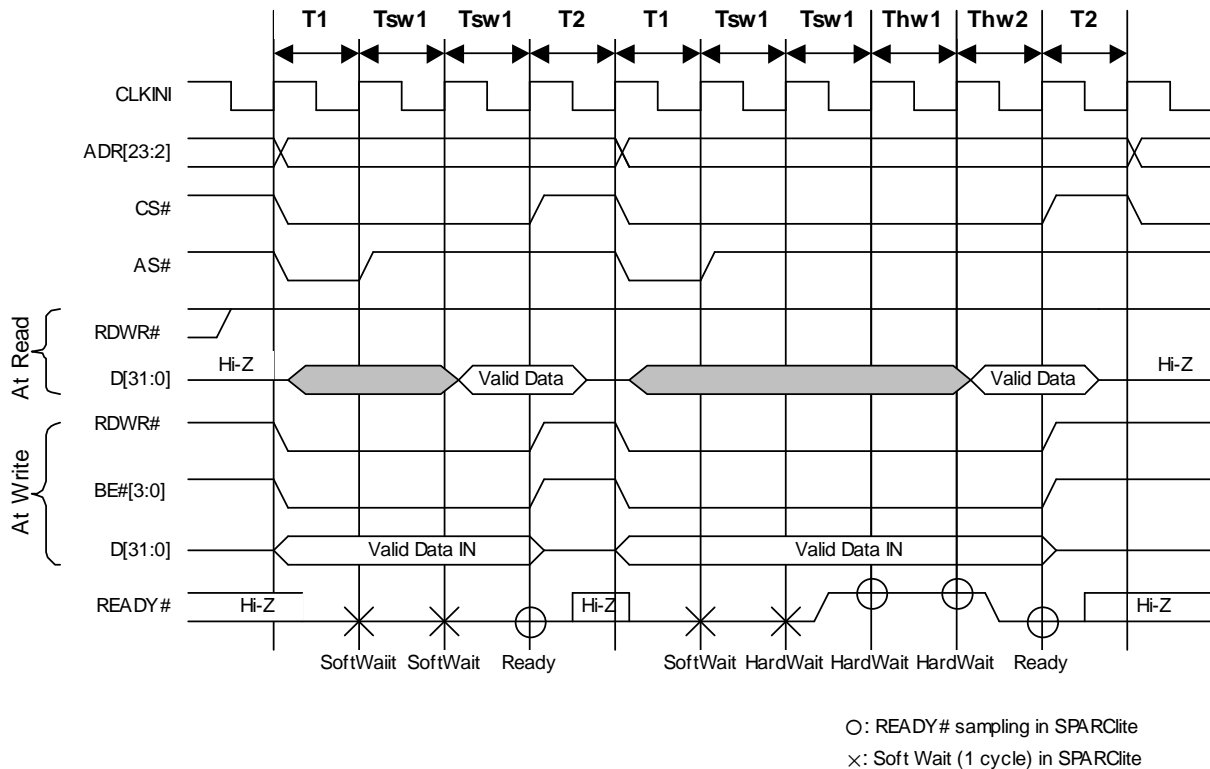 T1 Tsw1 Tsw1 T2 T1 Tsw1 Tsw1 Thw1 Thw2 T2
CLKINI
ADR[23:2]
CS#
AS#
At Read
RDWR#
D[31:0] Hi-Z Valid Data Valid Data Hi-Z
At Write
RDWR#
BE#[3:0]
D[31:0] Valid Data IN Valid Data IN
READY# Hi-Z Hi-Z Hi-Z
SoftWaiit SoftWait Ready SoftWait HardWait HardWait HardWait Ready
: READY# sampling in SPARClite
: Soft Wait (1 cycle) in SPARClite